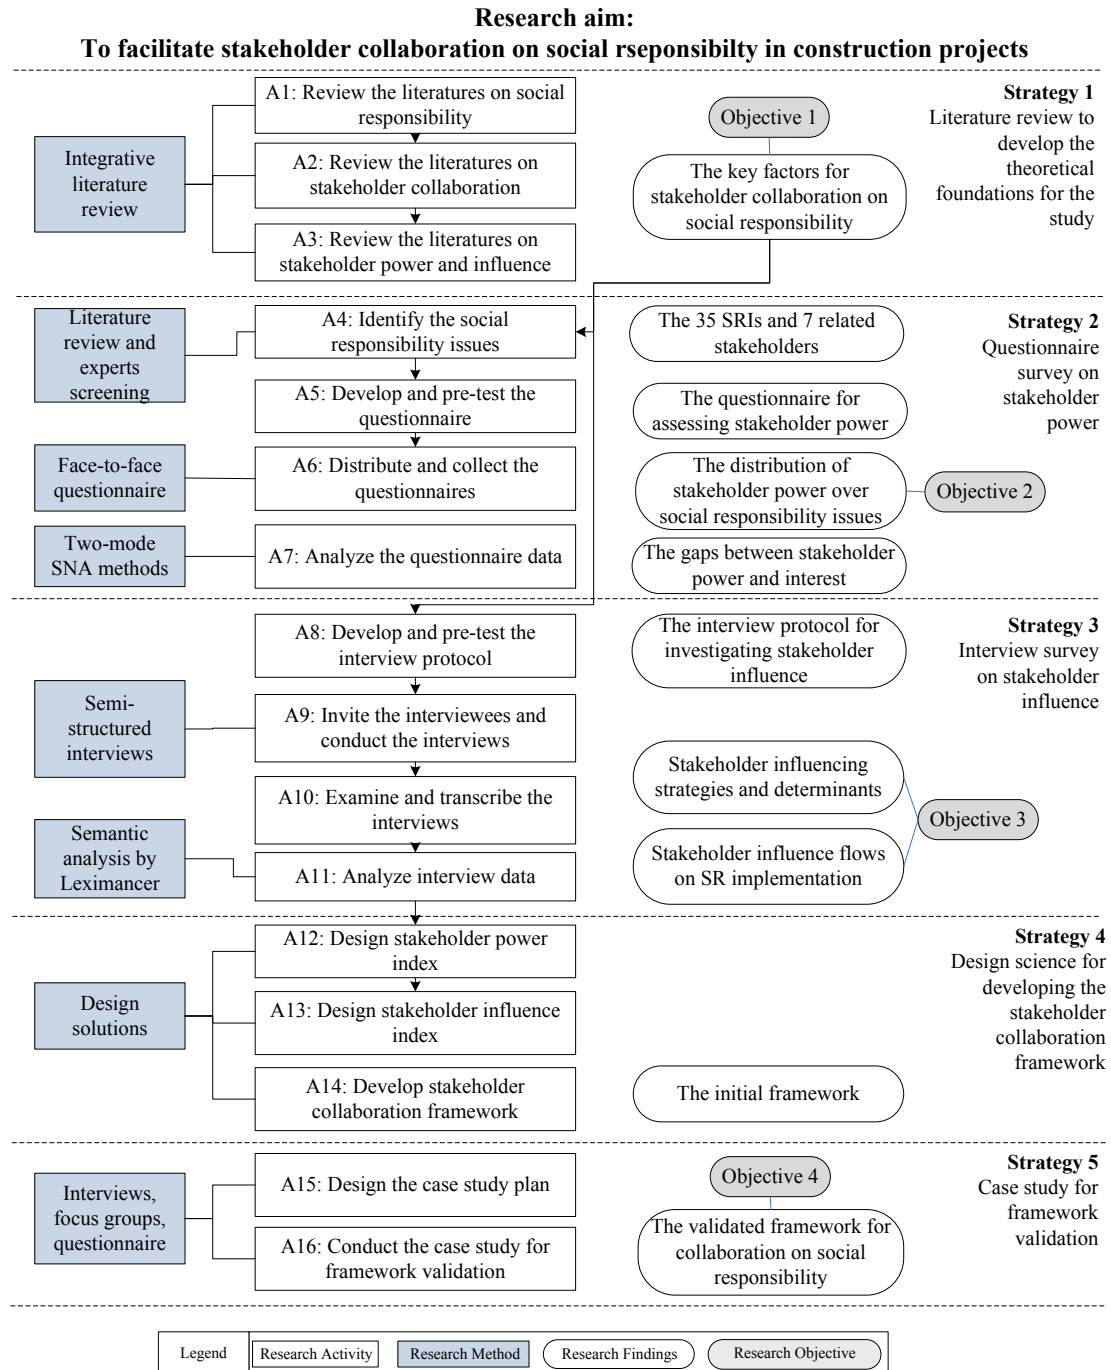 Research aim:
To facilitate stakeholder collaboration on social rseponsibilty in construction projects
Integrative
literature
review
A1: Review the literatures on social
responsibility
A2: Review the literatures on
stakeholder collaboration
A3: Review the literatures on
stakeholder power and influence
Objective 1
The key factors for
stakeholder collaboration on
social responsibility
Strategy 1
Literature review to
develop the
theoretical
foundations for the
study
Literature
review and
experts
screening
Face-to-face
questionnaire
Two-mode
SNA methods
A4: Identify the social
responsibility issues
A5: Develop and pre-test the
questionnaire
A6: Distribute and collect the
questionnaires
A7: Analyze the questionnaire data
The 35 SRIs and 7 related
stakeholders
The questionnaire for
assessing stakeholder power
The distribution of
stakeholder power over
social responsibility issues
The gaps between stakeholder
power and interest
Objective 2
Strategy 2
Questionnaire
survey on
stakeholder
power
Semi-
structured
interviews
Semantic
analysis by
Leximancer
A8: Develop and pre-test the
interview protocol
A9: Invite the interviewees and
conduct the interviews
A10: Examine and transcribe the
interviews
A11: Analyze interview data
The interview protocol for
investigating stakeholder
influence
Stakeholder influencing
strategies and determinants
Stakeholder influence flows
on SR implementation
Objective 3
Strategy 3
Interview survey
on stakeholder
influence
Design
solutions
A12: Design stakeholder power
index
A13: Design stakeholder influence
index
A14: Develop stakeholder
collaboration framework
The initial framework
Strategy 4
Design science for
developing the
stakeholder
collaboration
framework
Interviews,
focus groups,
questionnaire
A15: Design the case study plan
A16: Conduct the case study for
framework validation
Objective 4
The validated framework for
collaboration on social
responsibility
Strategy 5
Case study for
framework
validation
Legend
Research Activity
Research Method
Research Findings
Research Objective